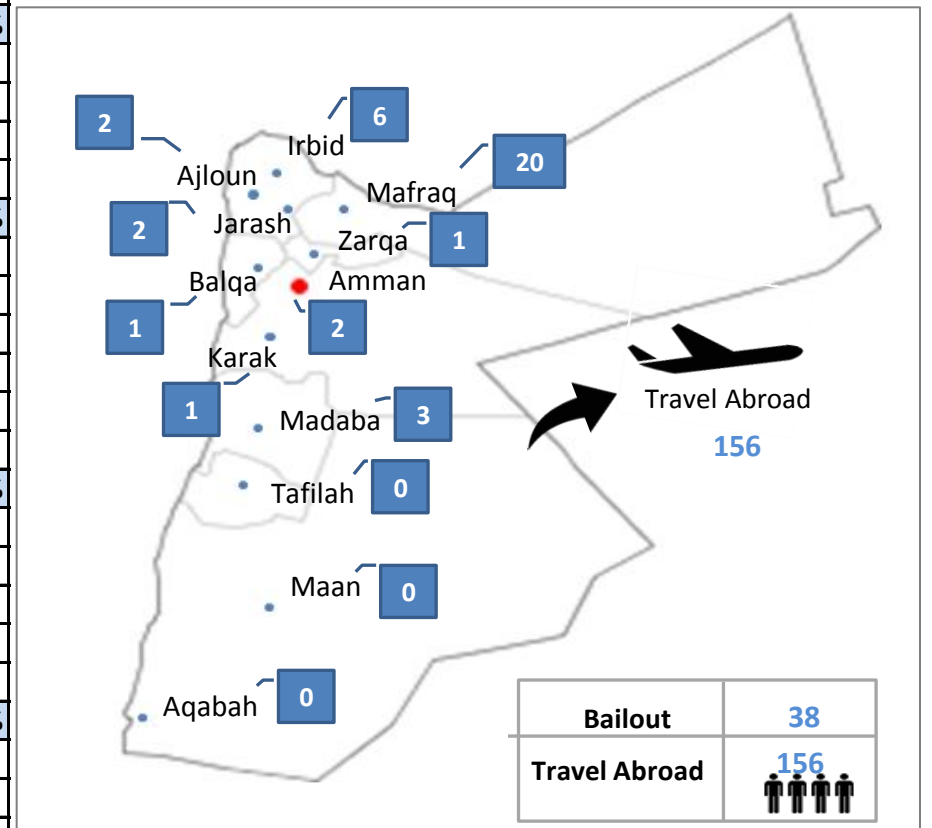 6
2
Irbid
20
Ajloun
Mafraq
2
Jarash
Zarqa
1
Balqa
Amman
1
2
Karak
1
Madaba
3
Travel Abroad
156
Tafilah
0
Maan
0
Aqabah
0
Bailout
38
Travel Abroad
156